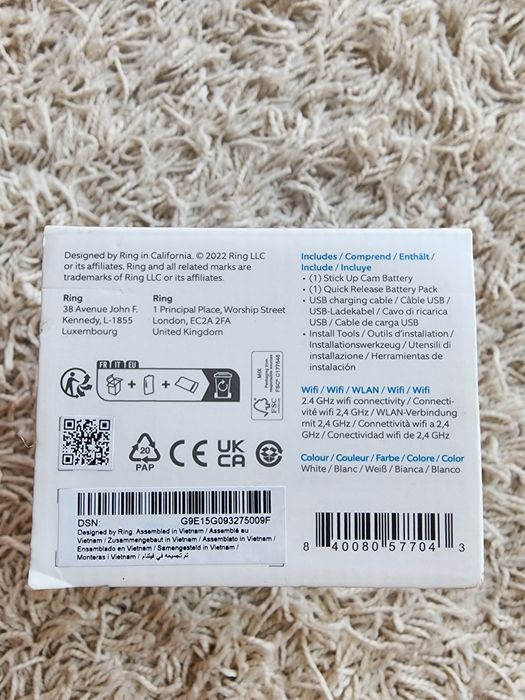 Designed by Ring in California. © 2022 Ring LLC
or its affiliates. Ring and all related marks are
trademarks of Ring LLC or its affiliates.
Ring
38 Avenue John F.
Kennedy, L-1855
Luxembourg
Ring
1 Principal Place, Worship Street
London, EC2A 2FA
United Kingdom
FR / IT / EU
MIX
Packaging from
responsible sources
FSC® C177546
FSC
20
PAP
CE
UK
CA
DSN: G9E15G093275009F
Designed by Ring. Assembled in Vietnam / Assemblé au
Vietnam / Zusammengebaut in Vietnam / Assemblato in Vietnam /
Ensamblado en Vietnam / Samengesteld in Vietnam /
Monteras i Vietnam / تم تجميعه في فيتنام
Includes / Comprend / Enthält /
Include / Incluye
• (1) Stick Up Cam Battery
• (1) Quick Release Battery Pack
• USB charging cable / Câble USB /
USB-Ladekabel / Cavo di ricarica
USB / Cable de carga USB
• Install Tools / Outils d'installation /
Installationswerkzeug / Utensili di
installazione / Herramientas de
instalación
Wifi / Wifi / WLAN / Wifi / Wifi
2.4 GHz wifi connectivity / Connecti-
vité wifi 2,4 GHz / WLAN-Verbindung
mit 2,4 GHz / Connettività wifi a 2,4
GHz / Conectividad wifi de 2,4 GHz
Colour / Couleur / Farbe / Colore / Color
White / Blanc / Weiß / Bianca / Blanco
8 40080 57704 3